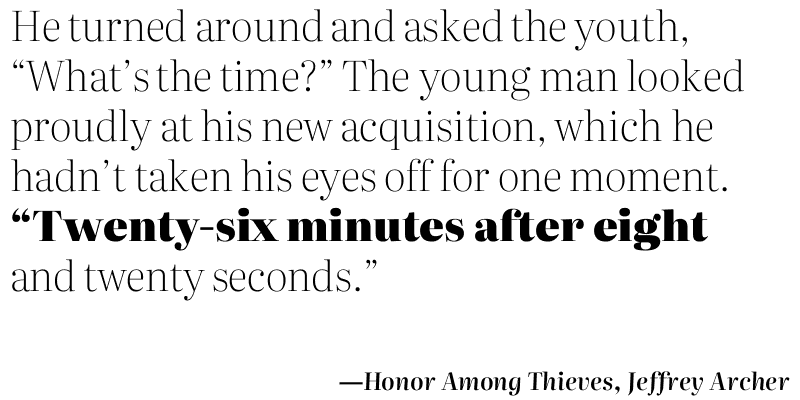 He turned around and asked the youth,
“What’s the time?” The young man looked
proudly at his new acquisition, which he
hadn’t taken his eyes off for one moment.
“Twenty-six minutes after eight
and twenty seconds.”
—Honor Among Thieves, Jeffrey Archer